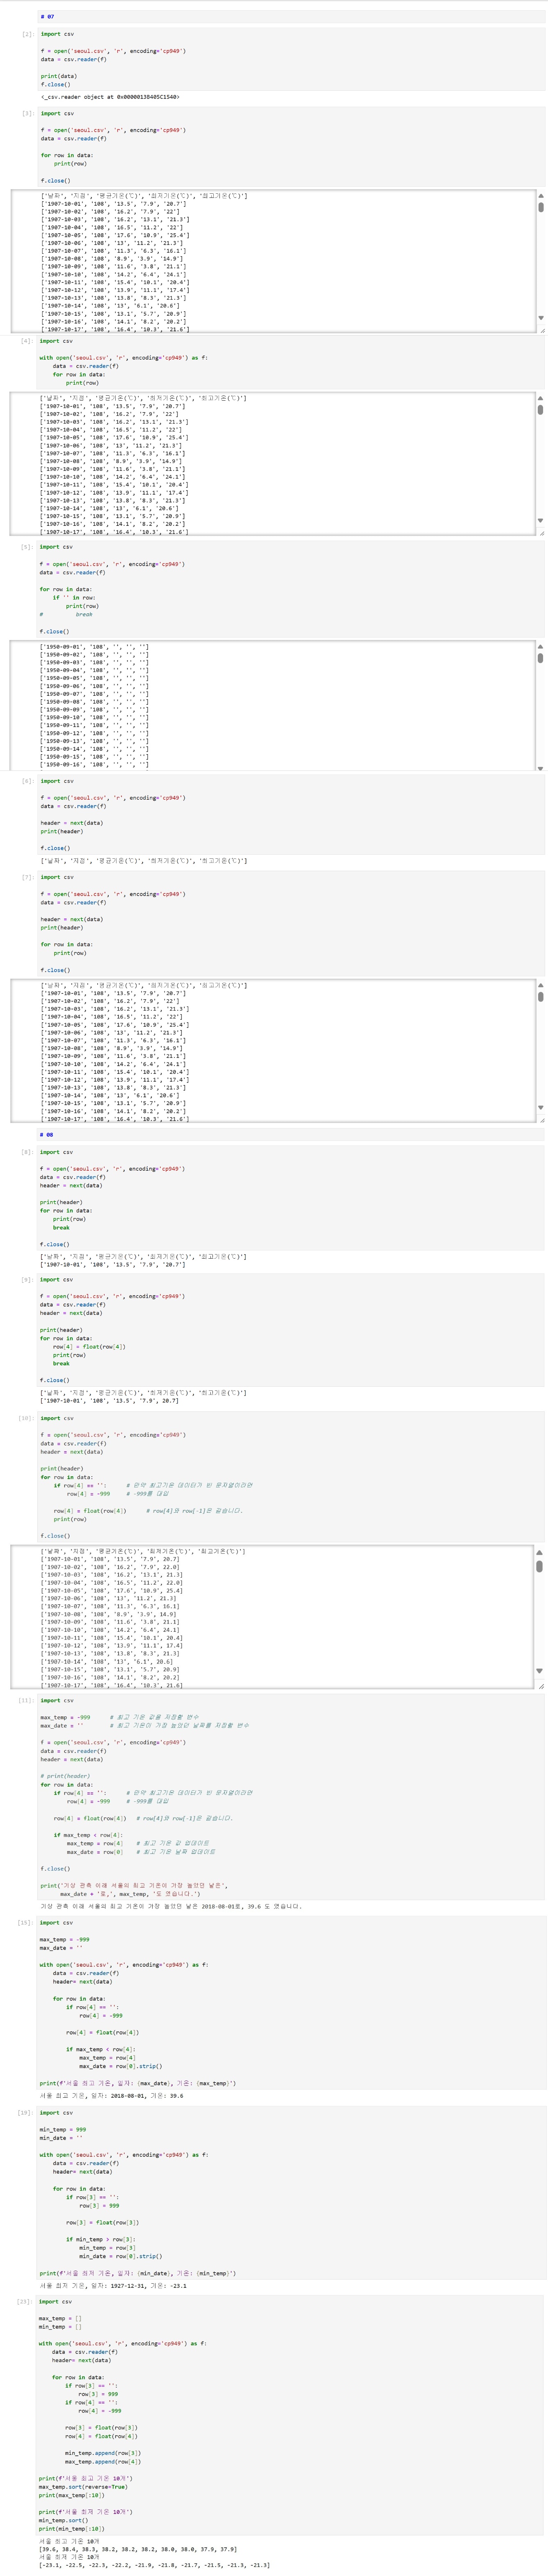 # 07
[2]:
import csv
f = open('seoul.csv', 'r', encoding='cp949')
data = csv.reader(f)
print(data)
f.close()
<_csv.reader object at 0x00000138405C1540>
[3]:
import csv
f = open('seoul.csv', 'r', encoding='cp949')
data = csv.reader(f)
for row in data:
    print(row)
f.close()
['날짜', '지점', '평균기온(℃)', '최저기온(℃)', '최고기온(℃)']
['1907-10-01', '108', '13.5', '7.9', '20.7']
['1907-10-02', '108', '16.2', '7.9', '22']
['1907-10-03', '108', '16.2', '13.1', '21.3']
['1907-10-04', '108', '16.5', '11.2', '22']
['1907-10-05', '108', '17.6', '10.9', '25.4']
['1907-10-06', '108', '13', '11.2', '21.3']
['1907-10-07', '108', '11.3', '6.3', '16.1']
['1907-10-08', '108', '8.9', '3.9', '14.9']
['1907-10-09', '108', '11.6', '3.8', '21.1']
['1907-10-10', '108', '14.2', '6.4', '24.1']
['1907-10-11', '108', '15.4', '10.1', '20.4']
['1907-10-12', '108', '13.9', '11.1', '17.4']
['1907-10-13', '108', '13.8', '8.3', '21.3']
['1907-10-14', '108', '13', '6.1', '20.6']
['1907-10-15', '108', '13.1', '5.7', '20.9']
['1907-10-16', '108', '14.1', '8.2', '20.2']
['1907-10-17', '108', '16.4', '10.3', '21.6']
[4]:
import csv
with open('seoul.csv', 'r', encoding='cp949') as f:
    data = csv.reader(f)
    for row in data:
        print(row)
['날짜', '지점', '평균기온(℃)', '최저기온(℃)', '최고기온(℃)']
['1907-10-01', '108', '13.5', '7.9', '20.7']
['1907-10-02', '108', '16.2', '7.9', '22']
['1907-10-03', '108', '16.2', '13.1', '21.3']
['1907-10-04', '108', '16.5', '11.2', '22']
['1907-10-05', '108', '17.6', '10.9', '25.4']
['1907-10-06', '108', '13', '11.2', '21.3']
['1907-10-07', '108', '11.3', '6.3', '16.1']
['1907-10-08', '108', '8.9', '3.9', '14.9']
['1907-10-09', '108', '11.6', '3.8', '21.1']
['1907-10-10', '108', '14.2', '6.4', '24.1']
['1907-10-11', '108', '15.4', '10.1', '20.4']
['1907-10-12', '108', '13.9', '11.1', '17.4']
['1907-10-13', '108', '13.8', '8.3', '21.3']
['1907-10-14', '108', '13', '6.1', '20.6']
['1907-10-15', '108', '13.1', '5.7', '20.9']
['1907-10-16', '108', '14.1', '8.2', '20.2']
['1907-10-17', '108', '16.4', '10.3', '21.6']
[5]:
import csv
f = open('seoul.csv', 'r', encoding='cp949')
data = csv.reader(f)
for row in data:
    if '' in row:
        print(row)
#          break
f.close()
['1950-09-01', '108', '', '', '']
['1950-09-02', '108', '', '', '']
['1950-09-03', '108', '', '', '']
['1950-09-04', '108', '', '', '']
['1950-09-05', '108', '', '', '']
['1950-09-06', '108', '', '', '']
['1950-09-07', '108', '', '', '']
['1950-09-08', '108', '', '', '']
['1950-09-09', '108', '', '', '']
['1950-09-10', '108', '', '', '']
['1950-09-11', '108', '', '', '']
['1950-09-12', '108', '', '', '']
['1950-09-13', '108', '', '', '']
['1950-09-14', '108', '', '', '']
['1950-09-15', '108', '', '', '']
['1950-09-16', '108', '', '', '']
[6]:
import csv
f = open('seoul.csv', 'r', encoding='cp949')
data = csv.reader(f)
header = next(data)
print(header)
f.close()
['날짜', '지점', '평균기온(℃)', '최저기온(℃)', '최고기온(℃)']
[7]:
import csv
f = open('seoul.csv', 'r', encoding='cp949')
data = csv.reader(f)
header = next(data)
print(header)
for row in data:
    print(row)
f.close()
['날짜', '지점', '평균기온(℃)', '최저기온(℃)', '최고기온(℃)']
['1907-10-01', '108', '13.5', '7.9', '20.7']
['1907-10-02', '108', '16.2', '7.9', '22']
['1907-10-03', '108', '16.2', '13.1', '21.3']
['1907-10-04', '108', '16.5', '11.2', '22']
['1907-10-05', '108', '17.6', '10.9', '25.4']
['1907-10-06', '108', '13', '11.2', '21.3']
['1907-10-07', '108', '11.3', '6.3', '16.1']
['1907-10-08', '108', '8.9', '3.9', '14.9']
['1907-10-09', '108', '11.6', '3.8', '21.1']
['1907-10-10', '108', '14.2', '6.4', '24.1']
['1907-10-11', '108', '15.4', '10.1', '20.4']
['1907-10-12', '108', '13.9', '11.1', '17.4']
['1907-10-13', '108', '13.8', '8.3', '21.3']
['1907-10-14', '108', '13', '6.1', '20.6']
['1907-10-15', '108', '13.1', '5.7', '20.9']
['1907-10-16', '108', '14.1', '8.2', '20.2']
['1907-10-17', '108', '16.4', '10.3', '21.6']
# 08
[8]:
import csv
f = open('seoul.csv', 'r', encoding='cp949')
data = csv.reader(f)
header = next(data)
print(header)
for row in data:
    print(row)
    break
f.close()
['날짜', '지점', '평균기온(℃)', '최저기온(℃)', '최고기온(℃)']
['1907-10-01', '108', '13.5', '7.9', '20.7']
[9]:
import csv
f = open('seoul.csv', 'r', encoding='cp949')
data = csv.reader(f)
header = next(data)
print(header)
for row in data:
    row[4] = float(row[4])
    print(row)
    break
f.close()
['날짜', '지점', '평균기온(℃)', '최저기온(℃)', '최고기온(℃)']
['1907-10-01', '108', '13.5', '7.9', 20.7]
[10]:
import csv
f = open('seoul.csv', 'r', encoding='cp949')
data = csv.reader(f)
header = next(data)
print(header)
for row in data:
    if row[4] == '':      # 만약 최고기온 데이터가 빈 문자열이라면
        row[4] = -999     # -999를 대입
    row[4] = float(row[4])      # row[4]와 row[-1]은 같습니다.
    print(row)
f.close()
['날짜', '지점', '평균기온(℃)', '최저기온(℃)', '최고기온(℃)']
['1907-10-01', '108', '13.5', '7.9', 20.7]
['1907-10-02', '108', '16.2', '7.9', 22.0]
['1907-10-03', '108', '16.2', '13.1', 21.3]
['1907-10-04', '108', '16.5', '11.2', 22.0]
['1907-10-05', '108', '17.6', '10.9', 25.4]
['1907-10-06', '108', '13', '11.2', 21.3]
['1907-10-07', '108', '11.3', '6.3', 16.1]
['1907-10-08', '108', '8.9', '3.9', 14.9]
['1907-10-09', '108', '11.6', '3.8', 21.1]
['1907-10-10', '108', '14.2', '6.4', 24.1]
['1907-10-11', '108', '15.4', '10.1', 20.4]
['1907-10-12', '108', '13.9', '11.1', 17.4]
['1907-10-13', '108', '13.8', '8.3', 21.3]
['1907-10-14', '108', '13', '6.1', 20.6]
['1907-10-15', '108', '13.1', '5.7', 20.9]
['1907-10-16', '108', '14.1', '8.2', 20.2]
['1907-10-17', '108', '16.4', '10.3', 21.6]
[11]:
import csv
max_temp = -999      # 최고 기온 값을 저장할 변수
max_date = ''        # 최고 기온이 가장 높았던 날짜를 저장할 변수
f = open('seoul.csv', 'r', encoding='cp949')
data = csv.reader(f)
header = next(data)
# print(header)
for row in data:
    if row[4] == '':      # 만약 최고기온 데이터가 빈 문자열이라면
        row[4] = -999     # -999를 대입
    row[4] = float(row[4])   # row[4]와 row[-1]은 같습니다.
    if max_temp < row[4]:
        max_temp = row[4]    # 최고 기온 값 업데이트
        max_date = row[0]    # 최고 기온 날짜 업데이트
f.close()
print('기상 관측 이래 서울의 최고 기온이 가장 높았던 날은',
      max_date + '로,', max_temp, '도 였습니다.')
기상 관측 이래 서울의 최고 기온이 가장 높았던 날은 2018-08-01로, 39.6 도 였습니다.
[15]:
import csv
max_temp = -999
max_date = ''
with open('seoul.csv', 'r', encoding='cp949') as f:
    data = csv.reader(f)
    header= next(data)
    for row in data:
        if row[4] == '':
            row[4] = -999
        row[4] = float(row[4])
        if max_temp < row[4]:
            max_temp = row[4]
            max_date = row[0].strip()
print(f'서울 최고 기온, 일자: {max_date}, 기온: {max_temp}')
서울 최고 기온, 일자: 2018-08-01, 기온: 39.6
[19]:
import csv
min_temp = 999
min_date = ''
with open('seoul.csv', 'r', encoding='cp949') as f:
    data = csv.reader(f)
    header= next(data)
    for row in data:
        if row[3] == '':
            row[3] = 999
        row[3] = float(row[3])
        if min_temp > row[3]:
            min_temp = row[3]
            min_date = row[0].strip()
print(f'서울 최저 기온, 일자: {min_date}, 기온: {min_temp}')
서울 최저 기온, 일자: 1927-12-31, 기온: -23.1
[25]:
import csv
max_temp = []
min_temp = []
with open('seoul.csv', 'r', encoding='cp949') as f:
    data = csv.reader(f)
    header= next(data)
    for row in data:
        if row[3] == '':
            row[3] = 999
        if row[4] == '':
            row[4] = -999
        row[3] = float(row[3])
        row[4] = float(row[4])
        min_temp.append(row[3])
        max_temp.append(row[4])
print(f'서울 최고 기온 10개')
max_temp.sort(reverse=True)
print(max_temp[:10])
print(f'서울 최저 기온 10개')
min_temp.sort()
print(min_temp[:10])
서울 최고 기온 10개
[39.6, 38.4, 38.3, 38.2, 38.2, 38.2, 38.0, 38.0, 37.9, 37.9]
서울 최저 기온 10개
[-23.1, -22.5, -22.3, -22.2, -21.9, -21.8, -21.7, -21.5, -21.3, -21.3]